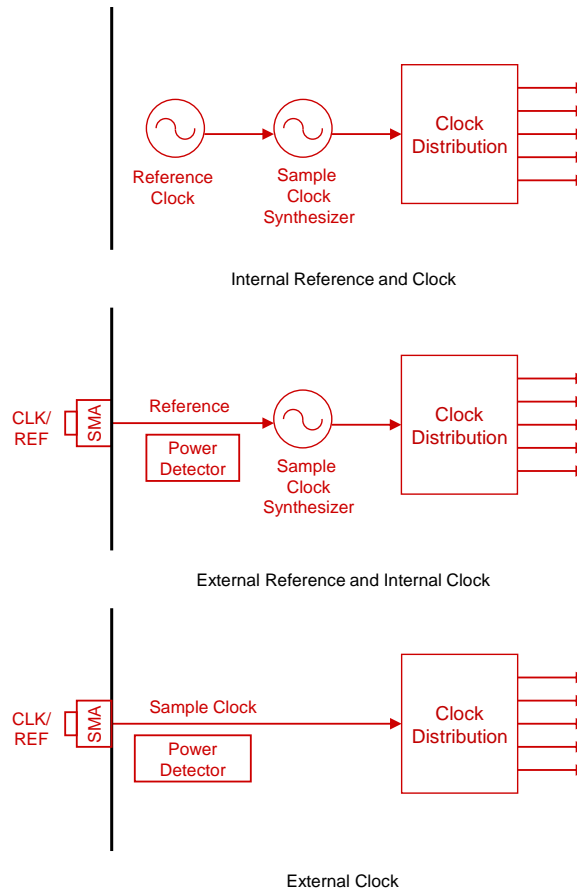 Reference
Clock
Sample
Clock
Synthesizer
Clock
Distribution
Internal Reference and Clock
CLK/
REF
SMA
Reference
Power
Detector
Sample
Clock
Synthesizer
Clock
Distribution
External Reference and Internal Clock
CLK/
REF
SMA
Sample Clock
Power
Detector
Clock
Distribution
External Clock